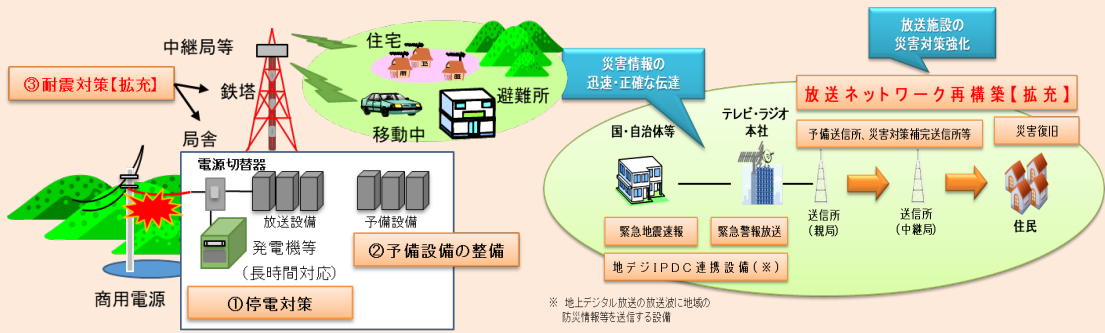 中継局等
③耐震対策【拡充】
鉄塔
局舎
住宅
避難所
移動中
電源切替器
放送設備
予備設備
発電機等
(長時間対応)
②予備設備の整備
①停電対策
商用電源
災害情報の
迅速・正確な伝達
放送施設の
災害対策強化
放送ネットワーク再構築【拡充】
国・自治体等
テレビ・ラジオ
本社
予備送信所、災害対策補完送信所等
災害復旧
送信所
(親局)
送信所
(中継局)
住民
緊急地震速報
緊急警報放送
地デジIPDC連携設備(※)
※ 地上デジタル放送の放送波に地域の
防災情報等を送信する設備